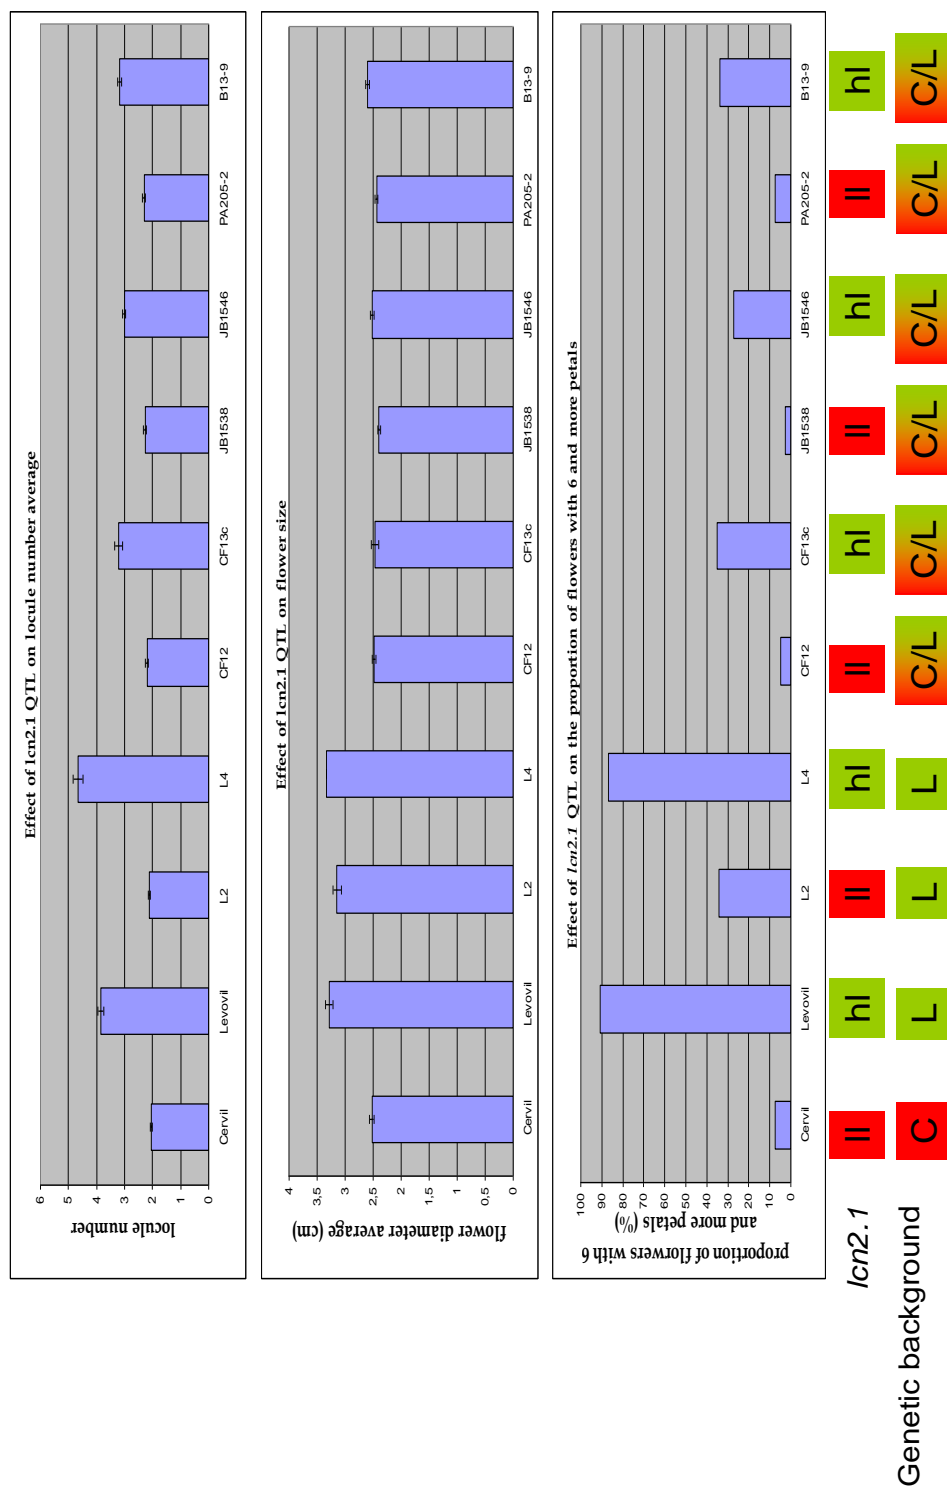 Effect of lcn2.1 QTL on locule number average
locule number
6
5
4
3
2
1
0
Cervil Levovil L2 L4 CF12 CF13c JB1538 JB1546 PA205-2 B13-9
Effect of lcn2.1 QTL on flower size
flower diameter average (cm)
4
3,5
3
2,5
2
1,5
1
0,5
0
Cervil Levovil L2 L4 CF12 CF13c JB1538 JB1546 PA205-2 B13-9
Effect of lcn2.1 QTL on the proportion of flowers with 6 and more petals
proportion of florwers with 6
and more petals (%)
100
90
80
70
60
50
40
30
20
10
0
Cervil Levovil L2 L4 CF12 CF13c JB1538 JB1546 PA205-2 B13-9
lcn2.1 ll hl ll hl ll hl ll hl ll hl
Genetic background C L L L C/L C/L C/L C/L C/L C/L